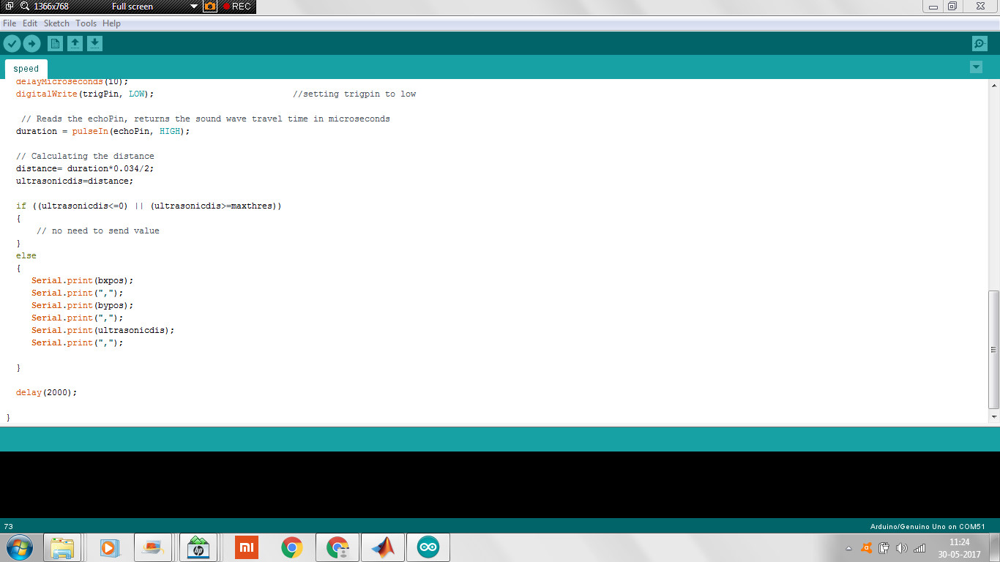 1366x768 Full screen REC
File Edit Sketch Tools Help
speed
delayMicroseconds(10);
digitalWrite(trigPin, LOW); //setting trigpin to low
// Reads the echoPin, returns the sound wave travel time in microseconds
duration = pulseIn(echoPin, HIGH);
// Calculating the distance
distance= duration*0.034/2;
ultrasonicdis=distance;
if ((ultrasonicdis<=0) || (ultrasonicdis>=maxthres))
{
// no need to send value
}
else
{
Serial.print(bxpos);
Serial.print(",");
Serial.print(bypos);
Serial.print(",");
Serial.print(ultrasonicdis);
Serial.print(",");
}
delay(2000);
}
73 Arduino/Genuino Uno on COM51
hp
mi
11:24
30-05-2017